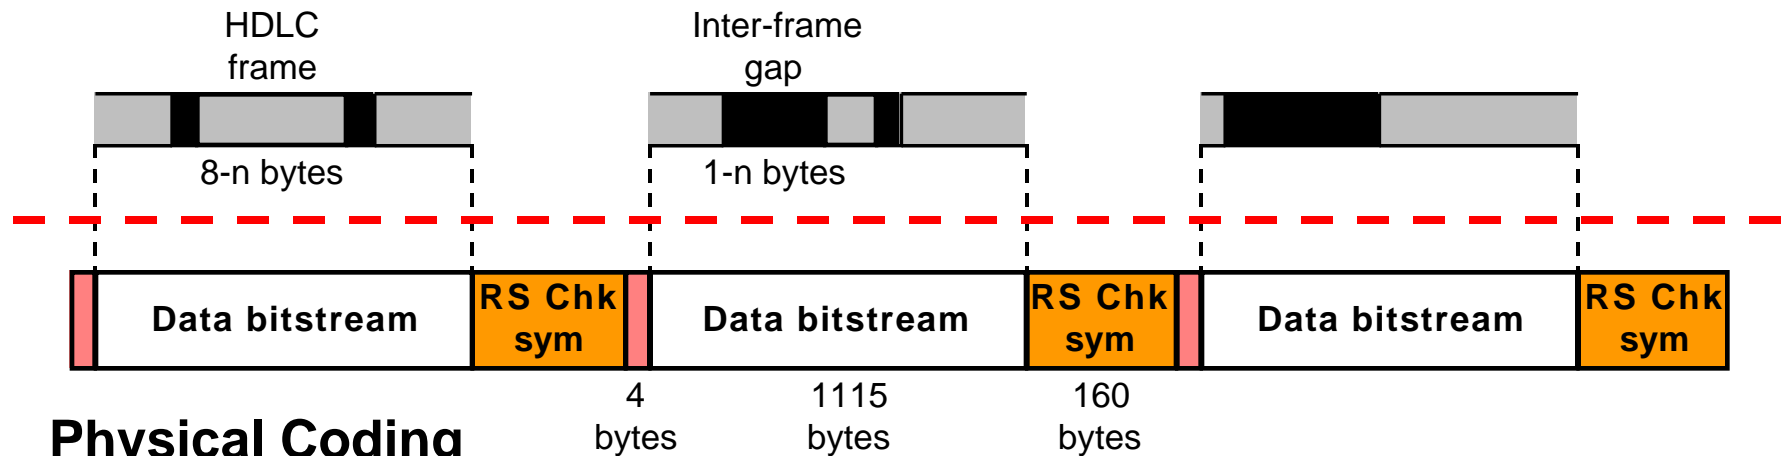 HDLC
frame
Inter-frame
gap
8-n bytes
1-n bytes
Data bitstream
RS Chk
sym
Data bitstream
RS Chk
sym
Data bitstream
RS Chk
sym
4
bytes
1115
bytes
160
bytes
Physical Coding